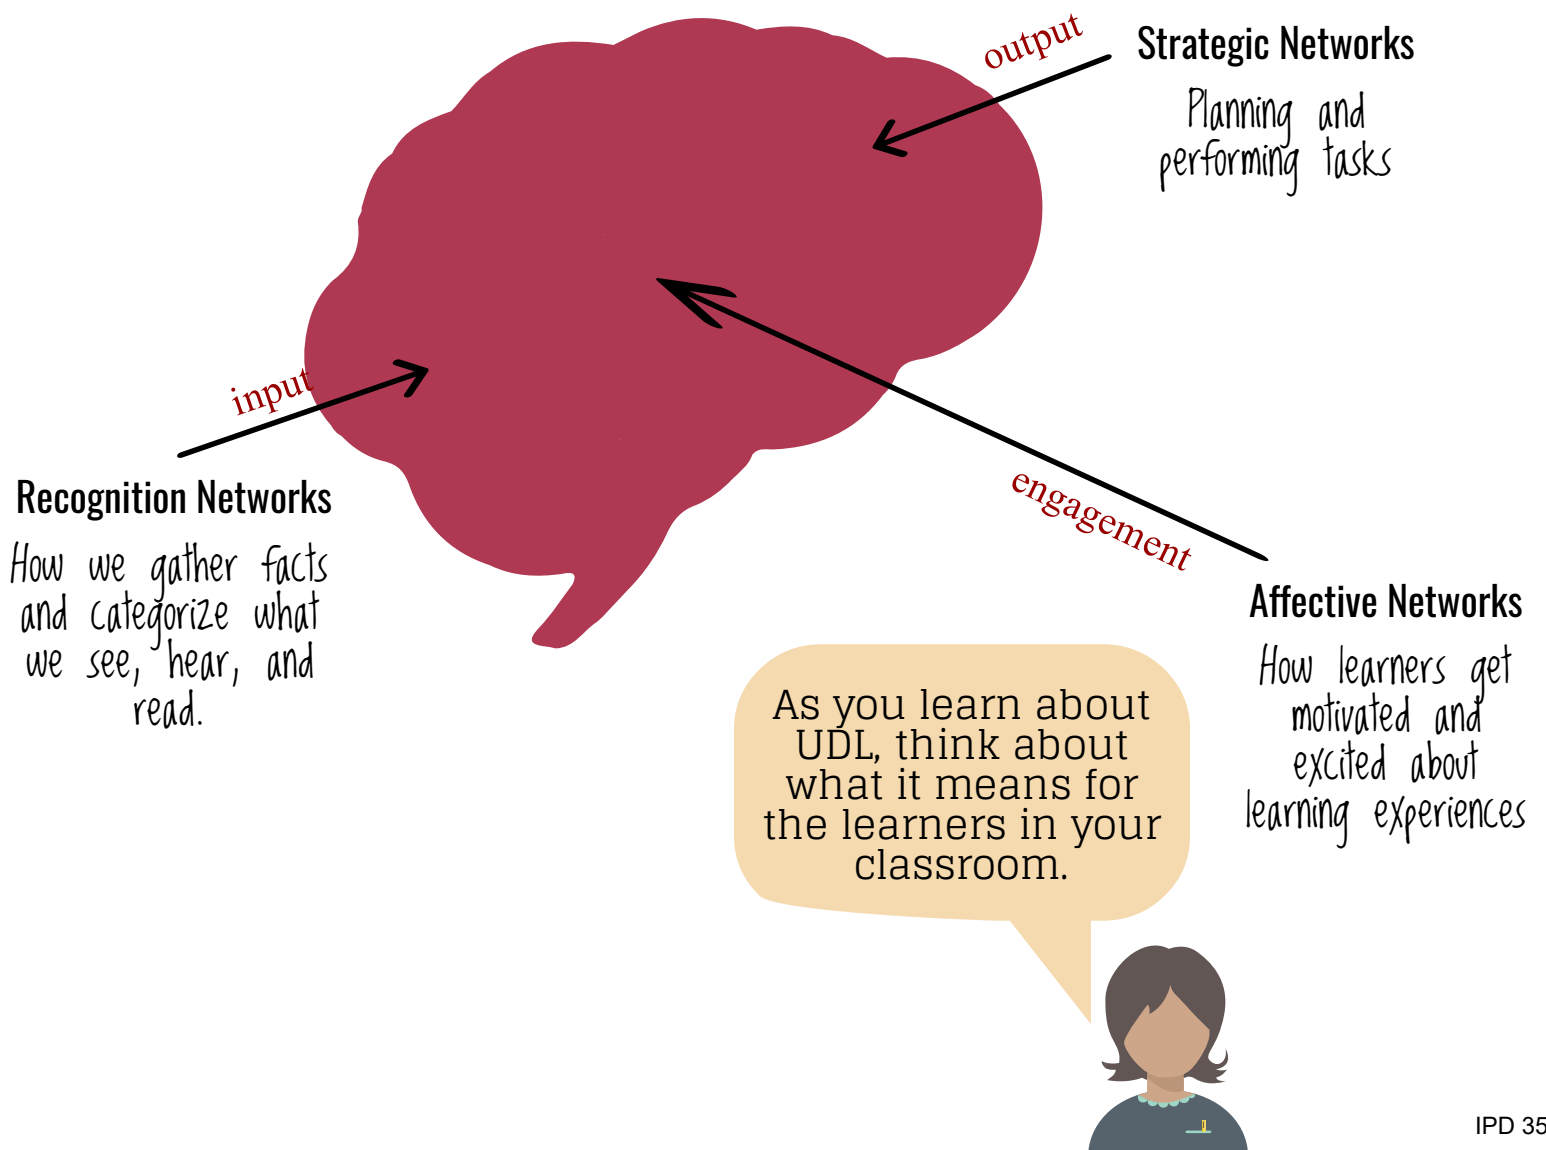 output
Strategic Networks
Planning and
performing tasks
input
Recognition Networks
How we gather facts
and categorize what
we see, hear, and
read.
engagement
Affective Networks
How learners get
motivated and
excited about
learning experiences
As you learn about
UDL, think about
what it means for
the learners in your
classroom.
IPD 35